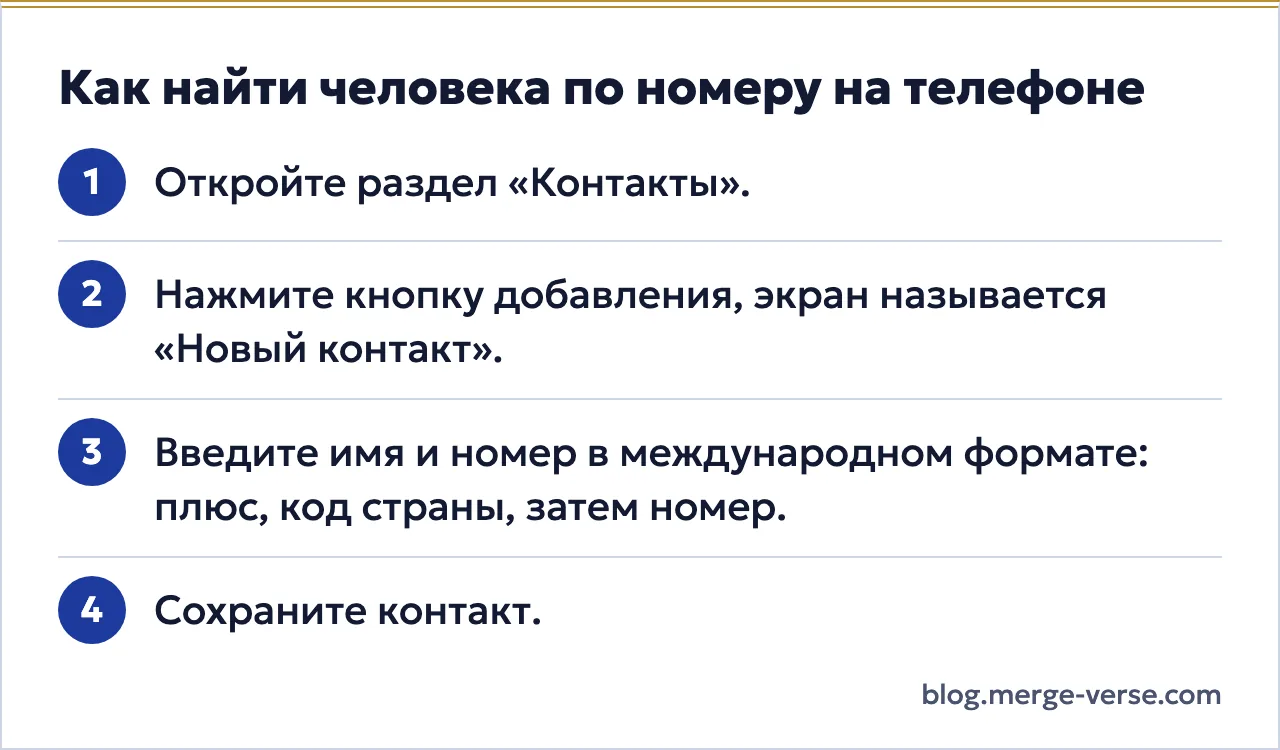 Как найти человека по номеру на телефоне
1
Откройте раздел «Контакты».
2
Нажмите кнопку добавления, экран называется
«Новый контакт».
3
Введите имя и номер в международном формате:
плюс, код страны, затем номер.
4
Сохраните контакт.
blog.merge-verse.com